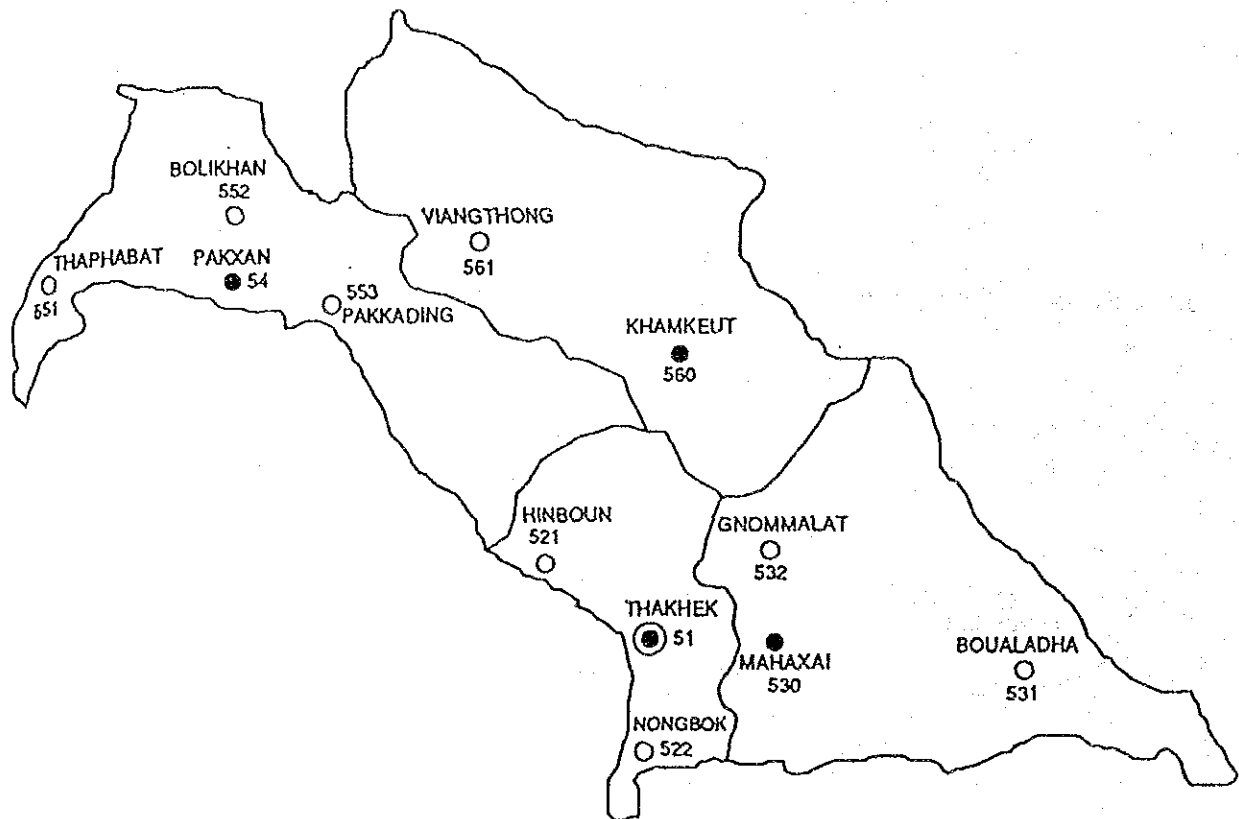 BOLIKHAN
552
VIANGTHONG
561
THAPHABAT
551
PAKXAN
54
553
PAKKADING
KHAMKEUT
560
HINBOUN
521
GNOMMALAT
532
THAKHEK
51
MAHAXAI
530
BOUALADHA
531
NONGBOK
522